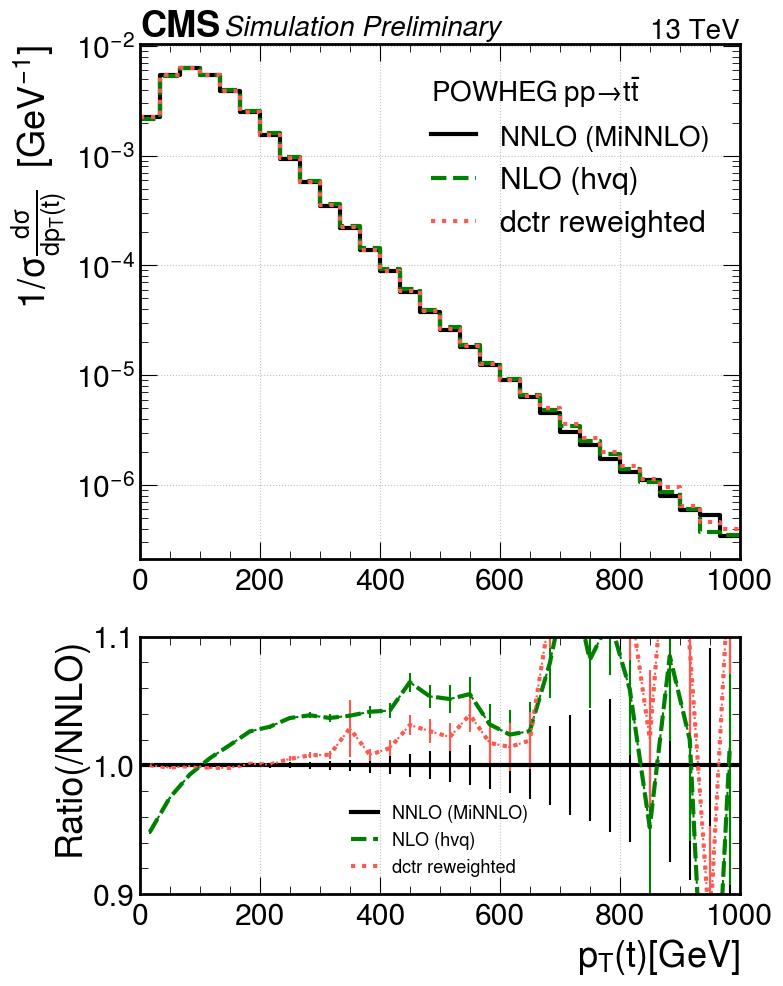 CMS Simulation Preliminary 13 TeV
10⁻²
10⁻³
10⁻⁴
10⁻⁵
10⁻⁶
1/σ dσ/dp_T(t) [GeV⁻¹]
POWHEG pp→tt̄
NNLO (MiNNLO)
NLO (hvq)
dctr reweighted
0 200 400 600 800 1000
1.1
1.0
0.9
Ratio(/NNLO)
NNLO (MiNNLO)
NLO (hvq)
dctr reweighted
0 200 400 600 800 1000
p_T(t)[GeV]